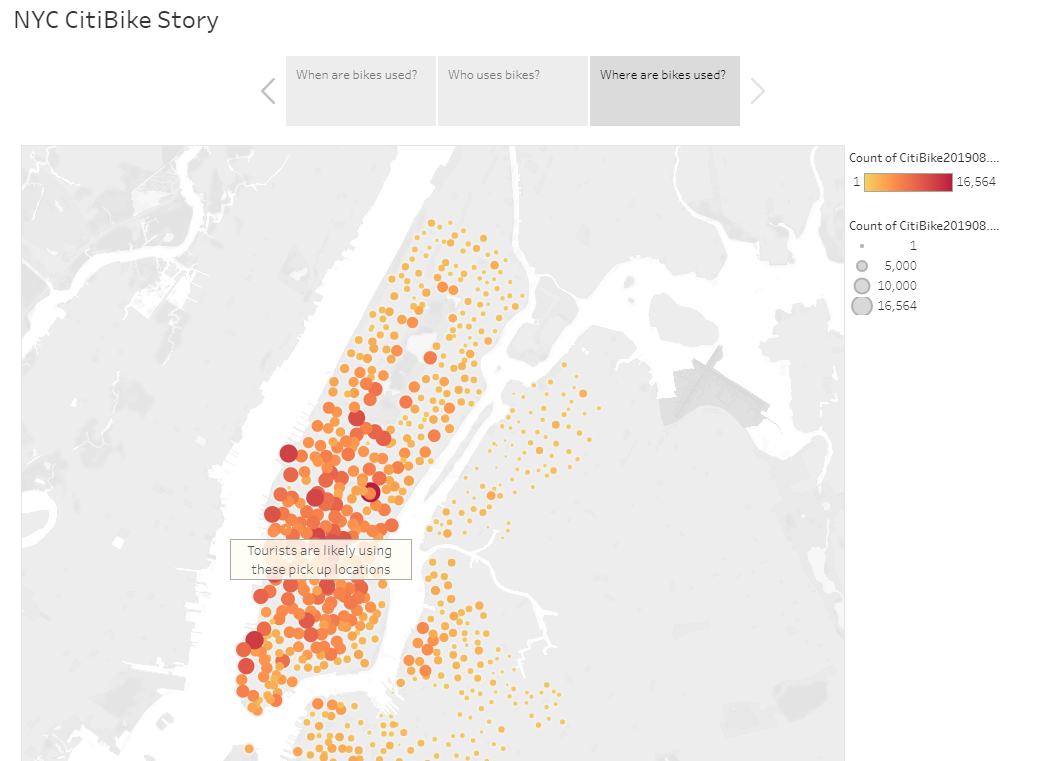 NYC CitiBike Story
When are bikes used?
Who uses bikes?
Where are bikes used?
Count of CitiBike201908....
1
16,564
Count of CitiBike201908....
1
5,000
10,000
16,564
Tourists are likely using
these pick up locations